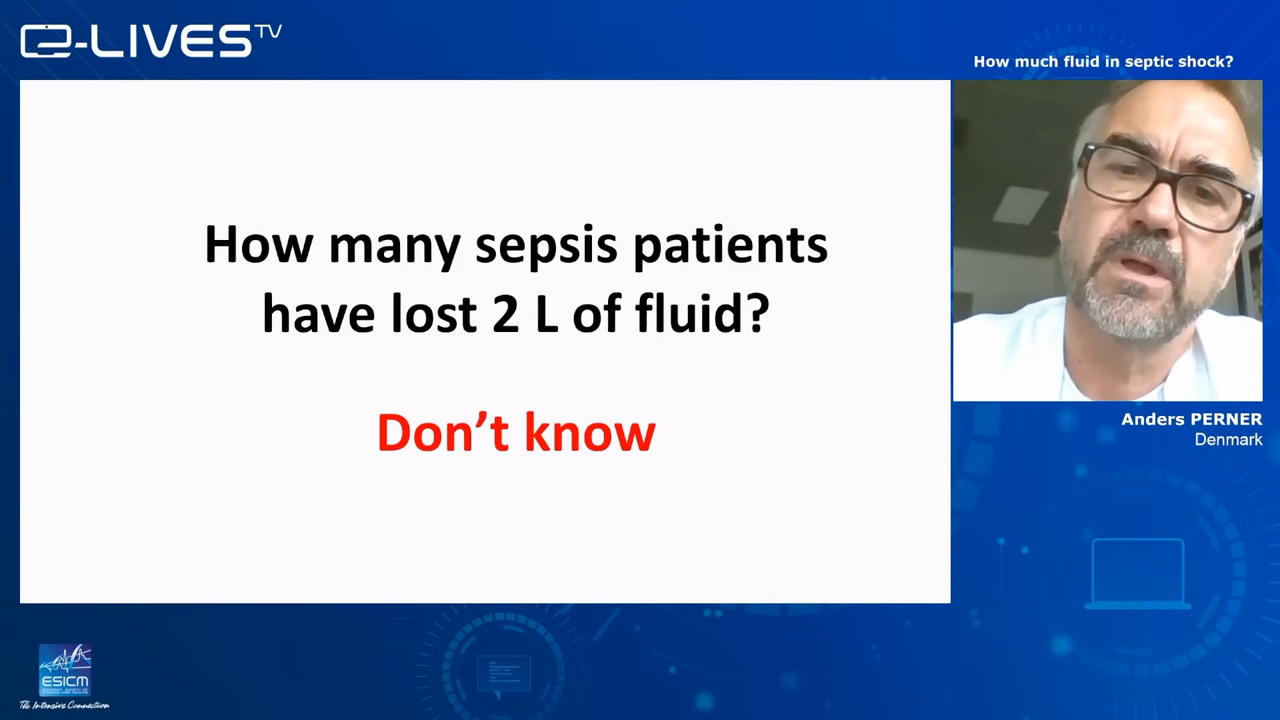 e-LIVES TV
How much fluid in septic shock?
How many sepsis patients
have lost 2 L of fluid?
Don’t know
Anders PERNER
Denmark
ESICM
The Intensive Connection